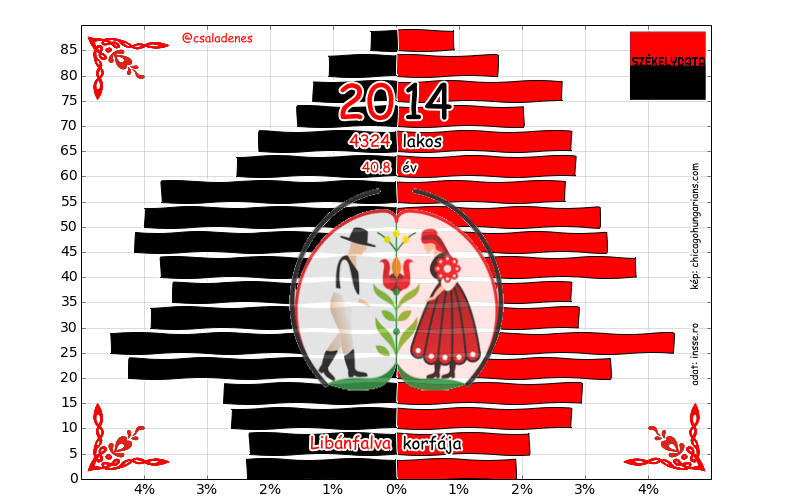 @csaladenes
SZÉKELYDATA
2014
4324 lakos
40.8 év
Libánfalva korfája
kép: chicagohungarians.com
adat: insse.ro
85
80
75
70
65
60
55
50
45
40
35
30
25
20
15
10
5
0
4% 3% 2% 1% 0% 1% 2% 3% 4%